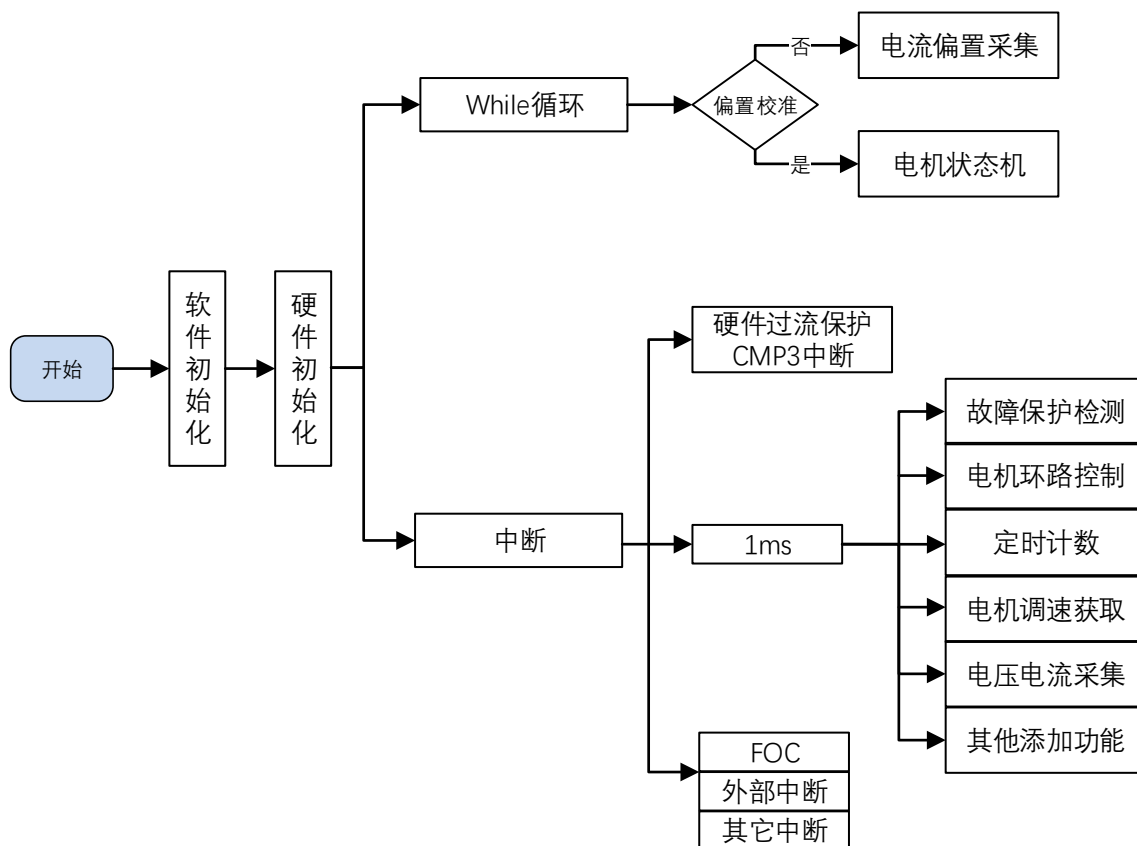 否
电流偏置采集
While循环
偏置校准
是
电机状态机
开始
软件初始化
硬件初始化
硬件过流保护
CMP3中断
中断
1ms
故障保护检测
电机环路控制
定时计数
电机调速获取
电压电流采集
其他添加功能
FOC
外部中断
其它中断